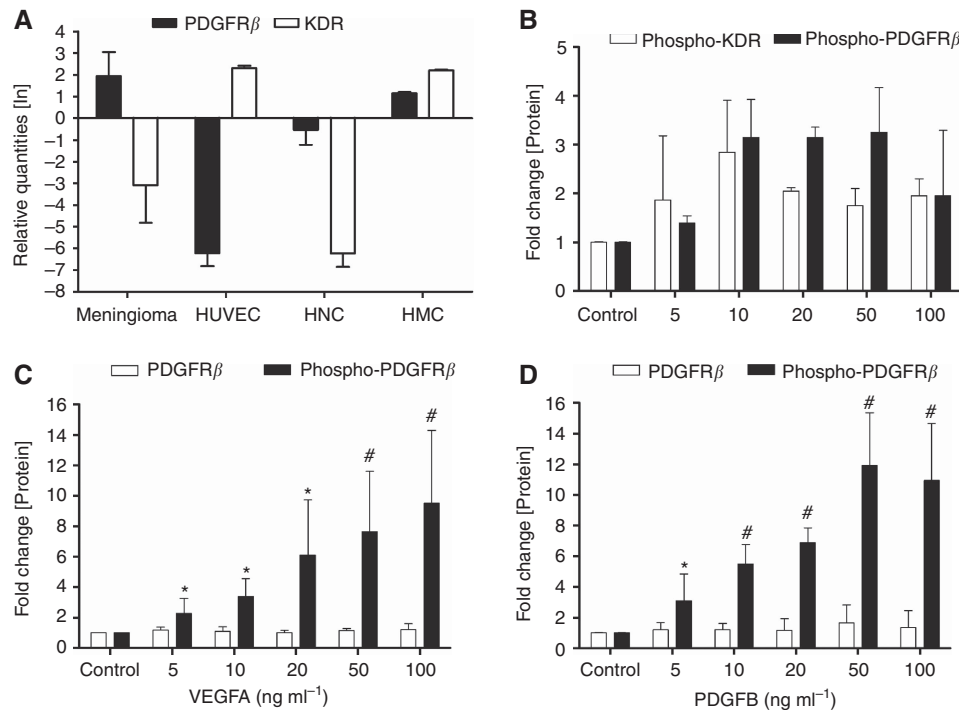 A
PDGFRβ KDR
Relative quantities [ln]
4
3
2
1
0
–1
–2
–3
–4
–5
–6
–7
–8
Meningioma HUVEC HNC HMC
B
Phospho-KDR Phospho-PDGFRβ
Fold change [Protein]
5
4
3
2
1
0
Control 5 10 20 50 100
C
PDGFRβ Phospho-PDGFRβ
Fold change [Protein]
16
14
12
10
8
6
4
2
0
* * * # #
Control 5 10 20 50 100
VEGFA (ng ml⁻¹)
D
PDGFRβ Phospho-PDGFRβ
Fold change [Protein]
16
14
12
10
8
6
4
2
0
* # # # #
Control 5 10 20 50 100
PDGFB (ng ml⁻¹)